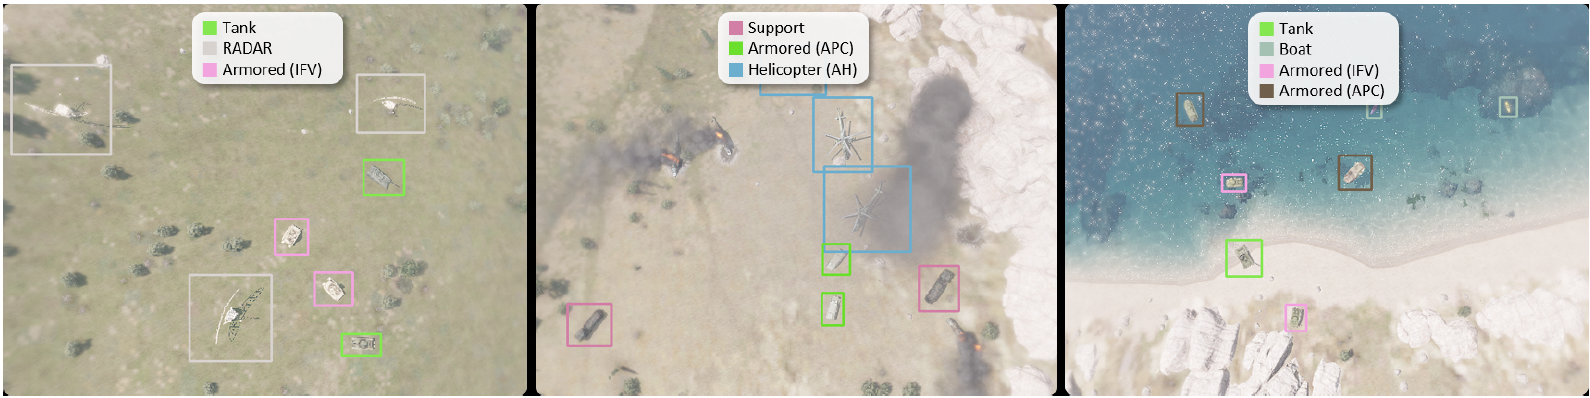 Tank
RADAR
Armored (IFV)
Support
Armored (APC)
Helicopter (AH)
Tank
Boat
Armored (IFV)
Armored (APC)